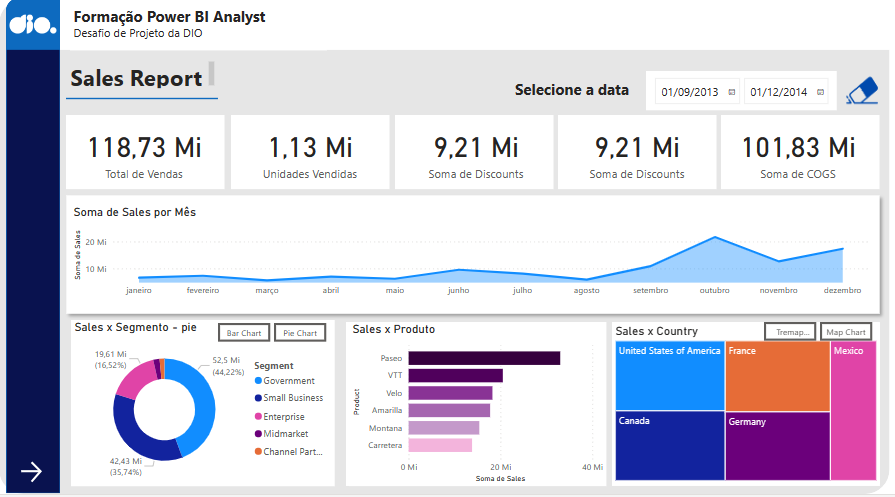 dio.
Formação Power BI Analyst
Desafio de Projeto da DIO
Sales Report
Selecione a data
01/09/2013
01/12/2014
118,73 Mi
Total de Vendas
1,13 Mi
Unidades Vendidas
9,21 Mi
Soma de Discounts
9,21 Mi
Soma de Discounts
101,83 Mi
Soma de COGS
Soma de Sales por Mês
Soma de Sales
20 Mi
10 Mi
janeiro fevereiro março abril maio junho julho agosto setembro outubro novembro dezembro
Sales x Segmento - pie
Bar Chart
Pie Chart
19,61 Mi
(16,52%)
52,5 Mi
(44,22%)
42,43 Mi
(35,74%)
Segment
Government
Small Business
Enterprise
Midmarket
Channel Part...
Sales x Produto
Product
Paseo
VTT
Velo
Amarilla
Montana
Carretera
0 Mi 20 Mi 40 Mi
Soma de Sales
Sales x Country
Tremap...
Map Chart
United States of America
France
Mexico
Canada
Germany